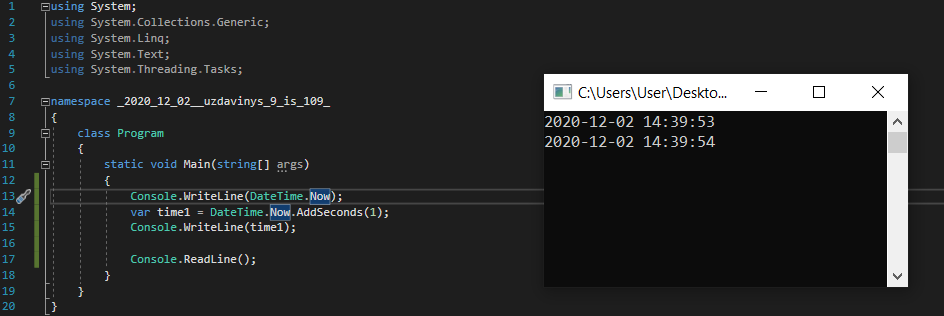 1 using System;
2 using System.Collections.Generic;
3 using System.Linq;
4 using System.Text;
5 using System.Threading.Tasks;
6
7 namespace _2020_12_02__uzdavinys_9_is_109_
8 {
9 class Program
10 {
11 static void Main(string[] args)
12 {
13 Console.WriteLine(DateTime.Now);
14 var time1 = DateTime.Now.AddSeconds(1);
15 Console.WriteLine(time1);
16
17 Console.ReadLine();
18 }
19 }
20 }
C:\Users\User\Deskto...
2020-12-02 14:39:53
2020-12-02 14:39:54